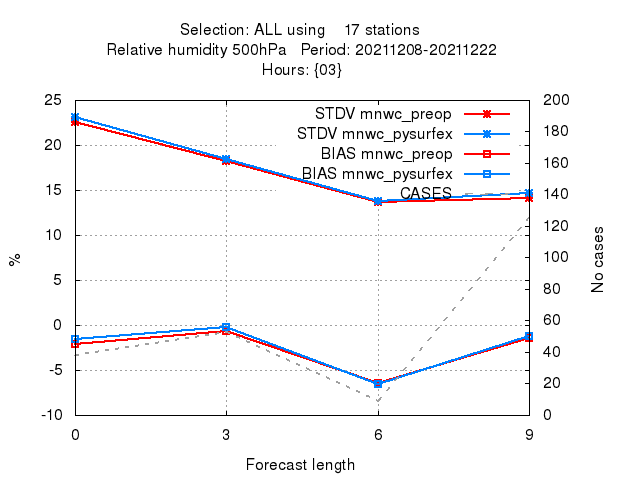 Selection: ALL using    17 stations
Relative humidity 500hPa   Period: 20211208-20211222
Hours: {03}
STDV mnwc_preop
STDV mnwc_pysurfex
BIAS mnwc_preop
BIAS mnwc_pysurfex
CASES
25
20
15
10
5
0
-5
-10
%
200
180
160
140
120
100
80
60
40
20
0
No cases
0 3 6 9
Forecast length